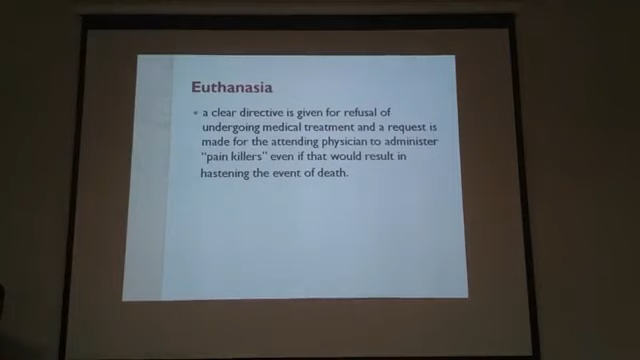 Euthanasia
• a clear directive is given for refusal of
undergoing medical treatment and a request is
made for the attending physician to administer
“pain killers” even if that would result in
hastening the event of death.